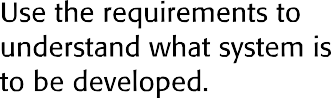 Use the requirements to
understand what system is
to be developed.